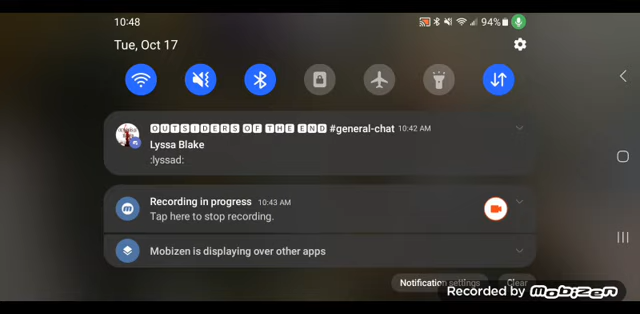 10:48
94%
Tue, Oct 17
OUTSIDERS OF THE END #general-chat 10:42 AM
Lyssa Blake
:lyssad:
Recording in progress 10:43 AM
Tap here to stop recording.
Mobizen is displaying over other apps
Notification settings
Clear
Recorded by mobizen